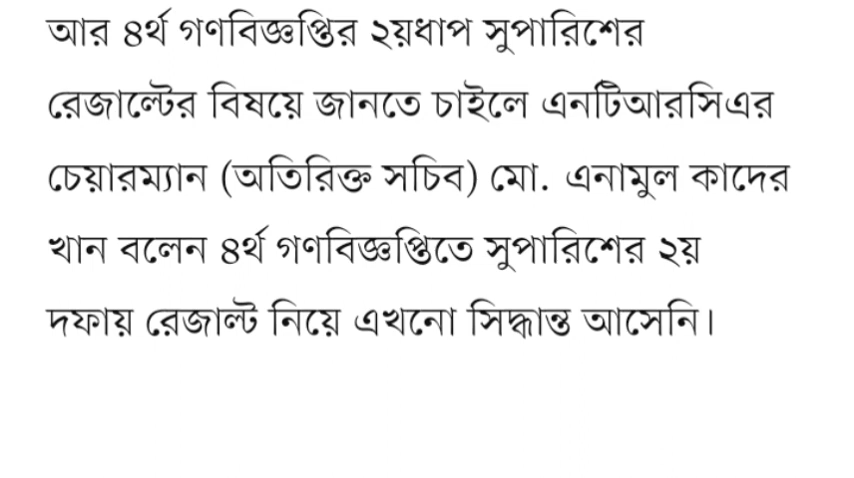 আর ৪র্থ গণবিজ্ঞপ্তির ২য়ধাপ সুপারিশের
রেজাল্টের বিষয়ে জানতে চাইলে এনটিআরসিএর
চেয়ারম্যান (অতিরিক্ত সচিব) মো. এনামুল কাদের
খান বলেন ৪র্থ গণবিজ্ঞপ্তিতে সুপারিশের ২য়
দফায় রেজাল্ট নিয়ে এখনো সিদ্ধান্ত আসেনি।